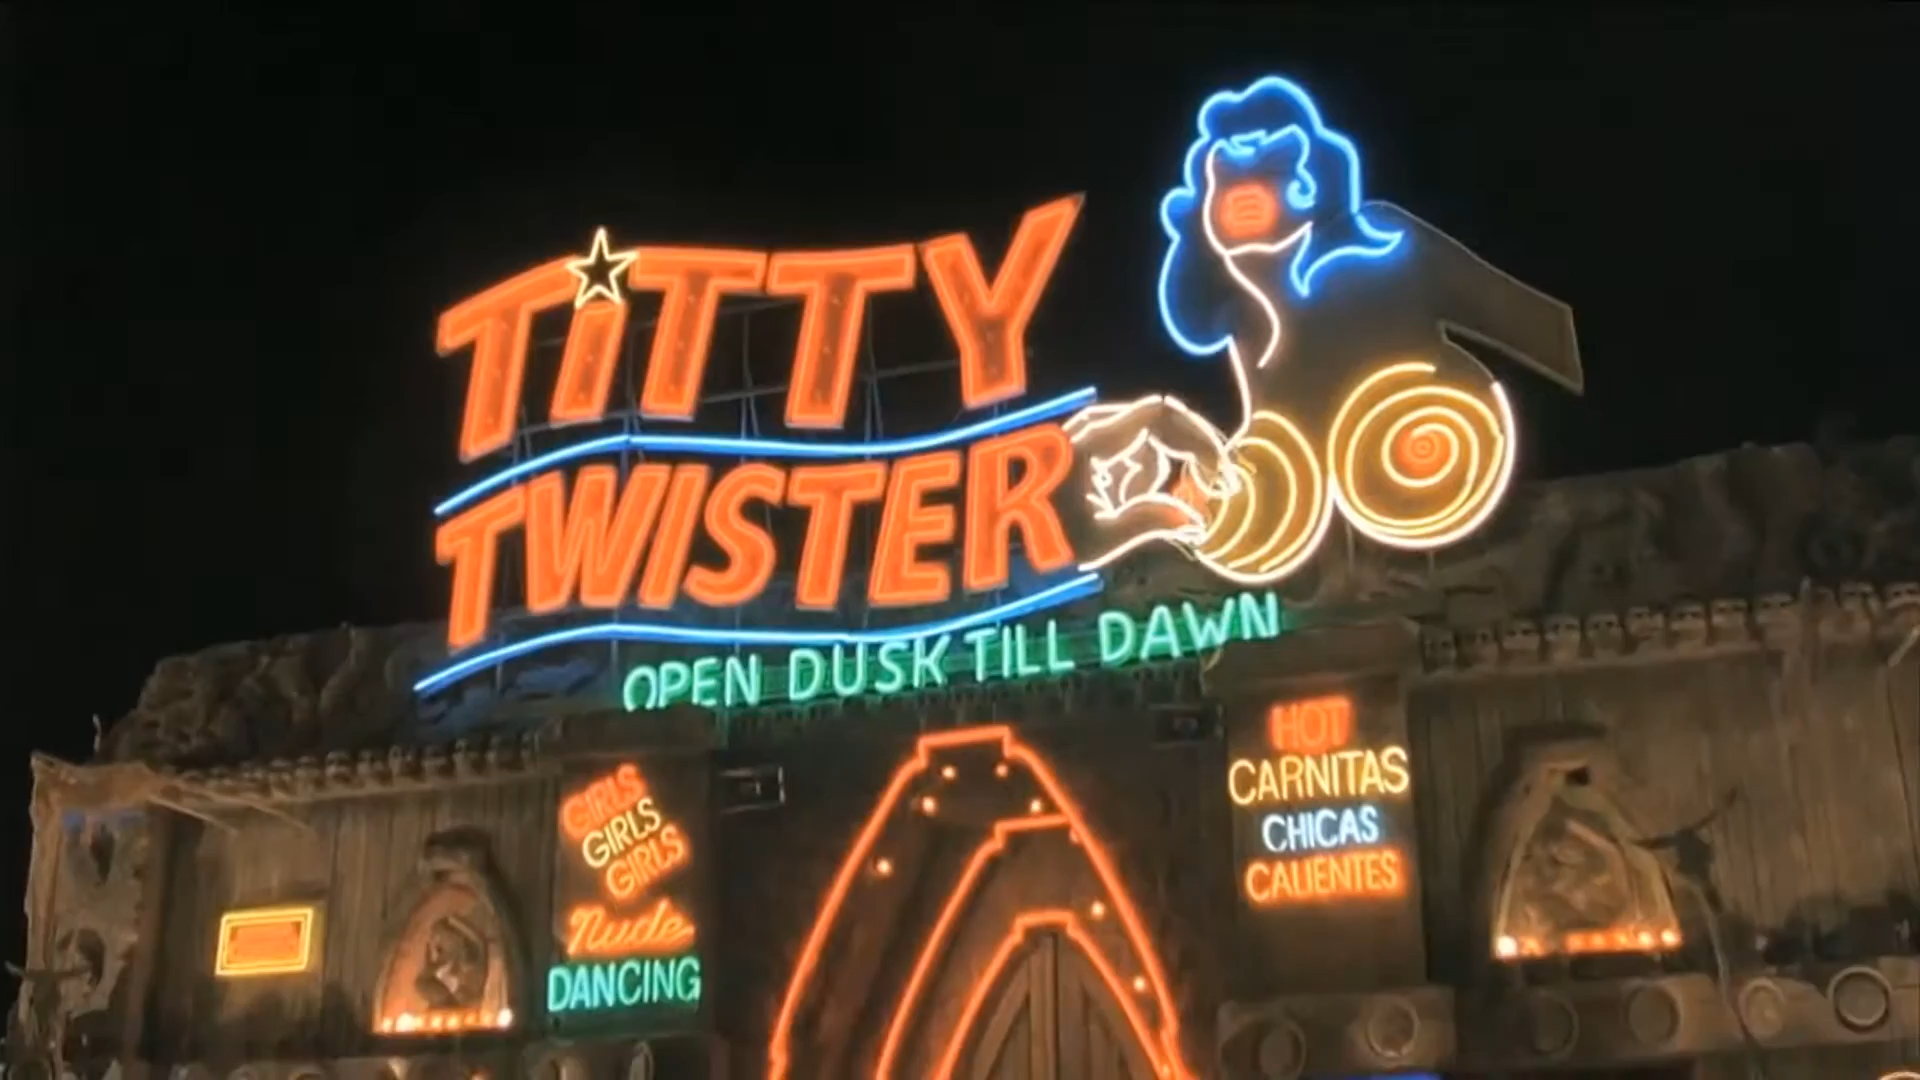 TiTTY
TWISTER
OPEN DUSK TILL DAWN
GIRLS
GIRLS
GIRLS
Nude
DANCING
HOT
CARNITAS
CHICAS
CALIENTES